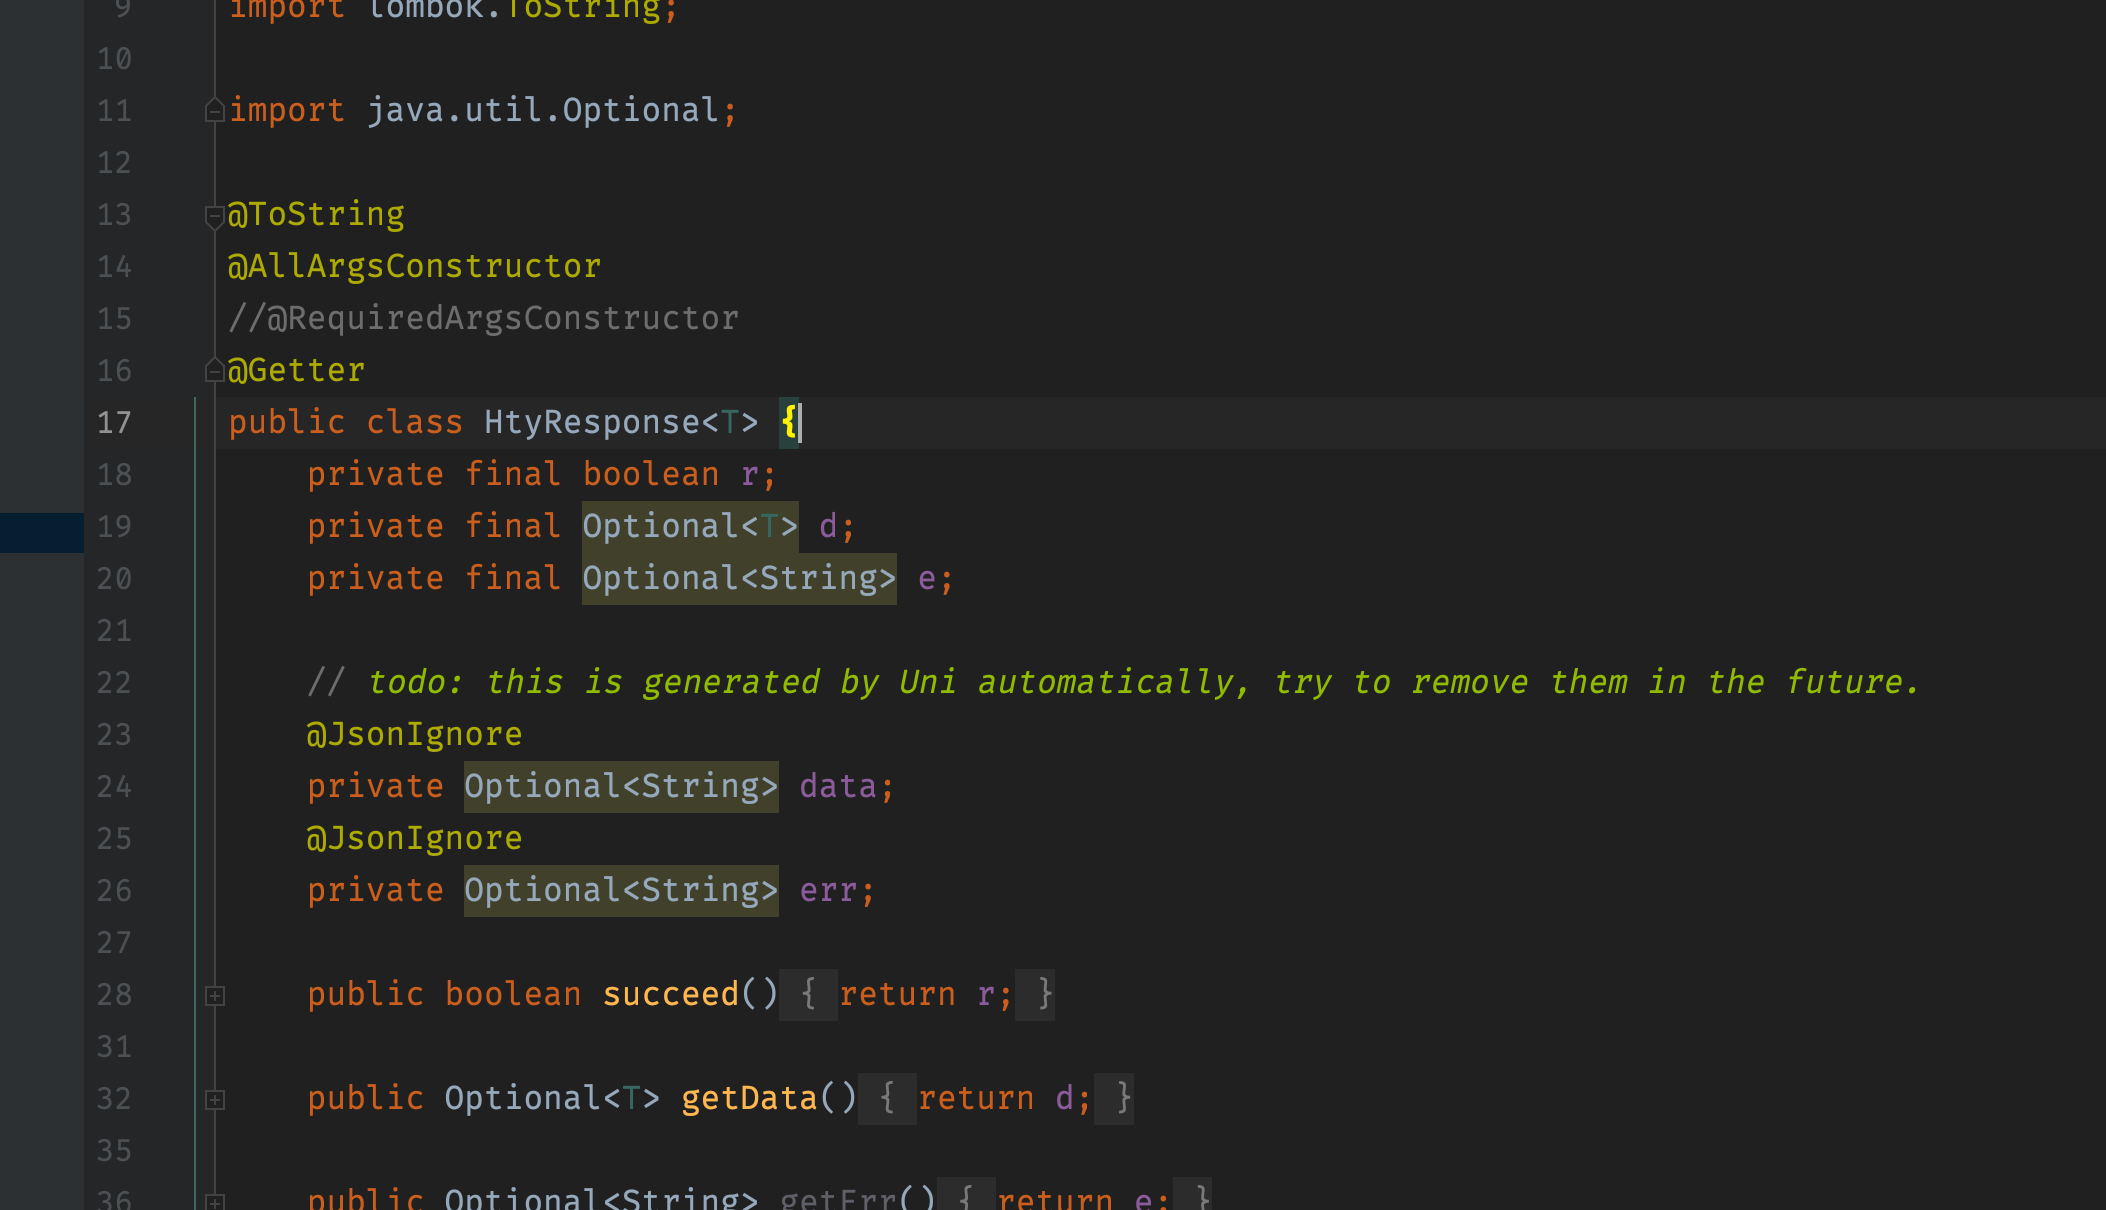 9 import lombok.ToString;
10
11 import java.util.Optional;
12
13 @ToString
14 @AllArgsConstructor
15 //@RequiredArgsConstructor
16 @Getter
17 public class HtyResponse<T> {
18     private final boolean r;
19     private final Optional<T> d;
20     private final Optional<String> e;
21
22     // todo: this is generated by Uni automatically, try to remove them in the future.
23     @JsonIgnore
24     private Optional<String> data;
25     @JsonIgnore
26     private Optional<String> err;
27
28     public boolean succeed() { return r; }
31
32     public Optional<T> getData() { return d; }
35
36     public Optional<String> getErr() { return e; }